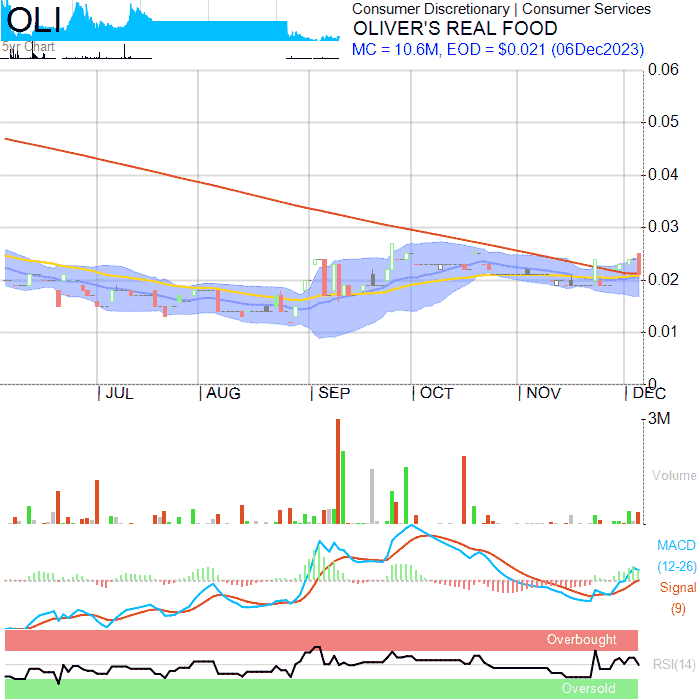 OLI
5yr Chart
Consumer Discretionary | Consumer Services
OLIVER'S REAL FOOD
MC = 10.6M, EOD = $0.021 (06Dec2023)
0.06
0.05
0.04
0.03
0.02
0.01
0
JUL
AUG
SEP
OCT
NOV
DEC
3M
Volume
MACD
(12-26)
Signal
(9)
Overbought
RSI(14)
Oversold